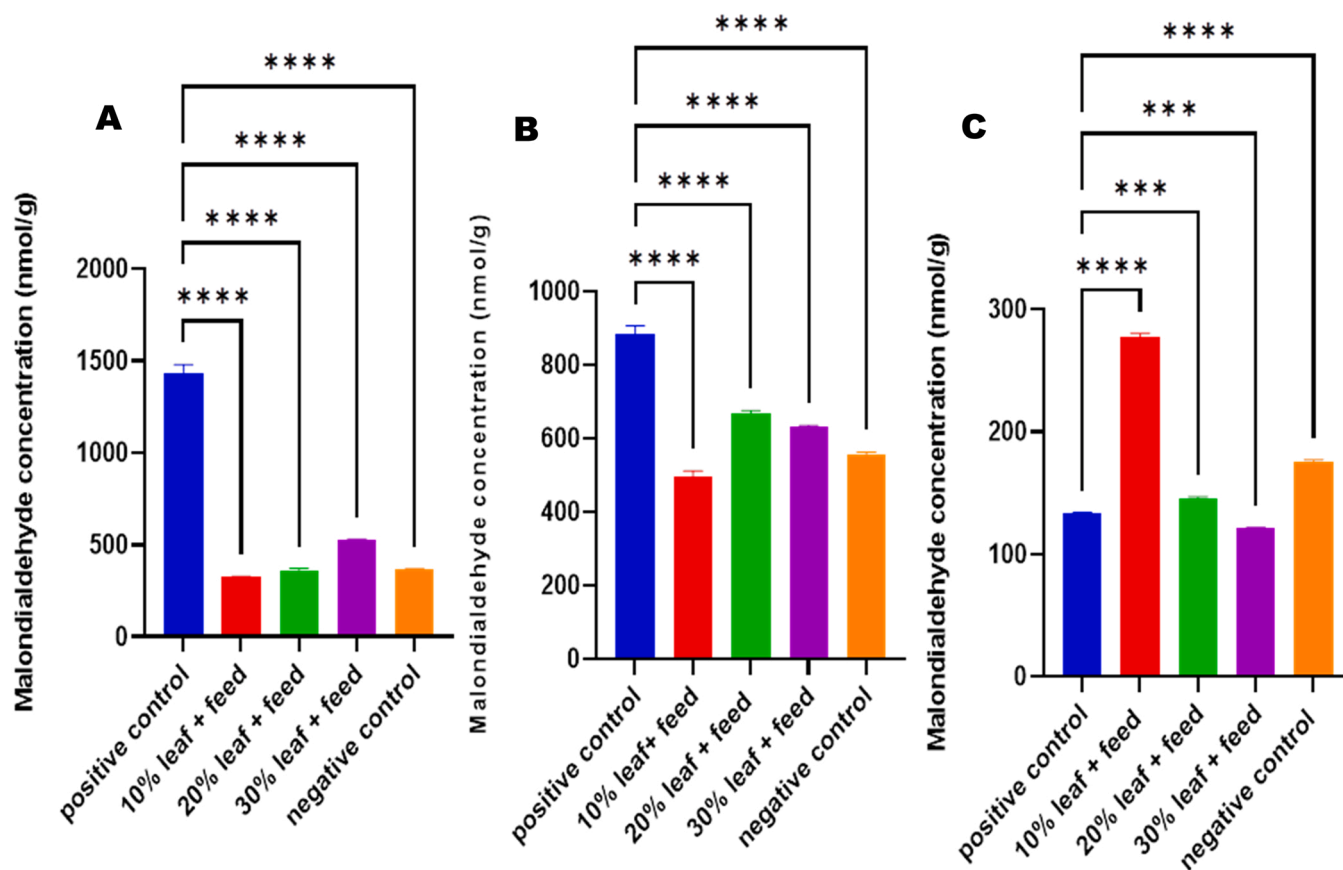 A
****
****
****
****
Malondialdehyde concentration (nmol/g)
2000
1500
1000
500
0
positive control
10% leaf + feed
20% leaf + feed
30% leaf + feed
negative control
B
****
****
****
****
Malondialdehyde concentration (nmol/g)
1000
800
600
400
200
0
positive control
10% leaf+ feed
20% leaf + feed
30% leaf + feed
negative control
C
****
***
***
****
Malondialdehyde concentration (nmol/g)
300
200
100
0
positive control
10% leaf + feed
20% leaf + feed
30% leaf + feed
negative control